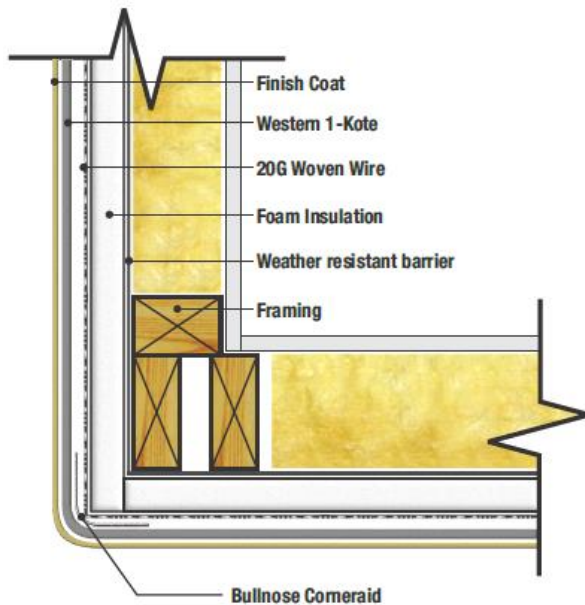 Finish Coat
Western 1-Kote
20G Woven Wire
Foam Insulation
Weather resistant barrier
Framing
Bullnose Corneraid